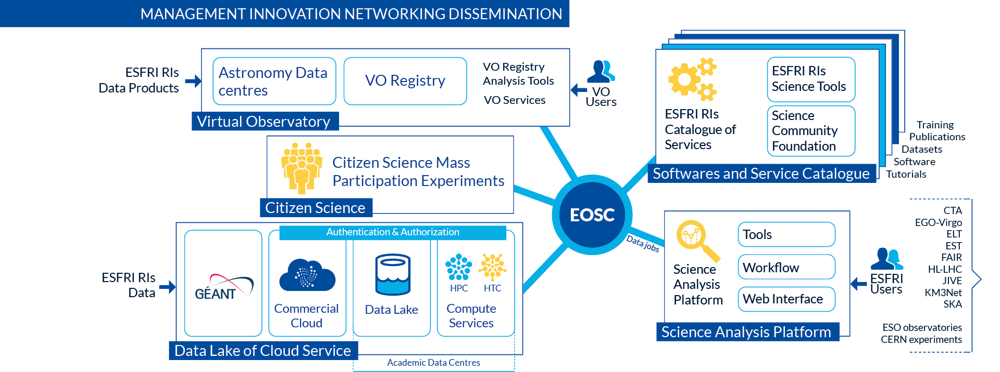 MANAGEMENT INNOVATION NETWORKING DISSEMINATION
ESFRI RIs
Data Products
Astronomy Data
centres
VO Registry
VO Registry
Analysis Tools
VO Services
Virtual Observatory
VO
Users
Citizen Science Mass
Participation Experiments
Citizen Science
ESFRI RIs
Data
Authentication & Authorization
GÉANT
Commercial
Cloud
Data Lake
HPC
HTC
Compute
Services
Data Lake of Cloud Service
Academic Data Centres
EOSC
Data jobs
ESFRI RIs
Catalogue of
Services
ESFRI RIs
Science Tools
Science
Community
Foundation
Softwares and Service Catalogue
Training
Publications
Datasets
Software
Tutorials
Science
Analysis
Platform
Tools
Workflow
Web Interface
Science Analysis Platform
ESFRI
Users
CTA
EGO-Virgo
ELT
EST
FAIR
HL-LHC
JIVE
KM3Net
SKA
ESO observatories
CERN experiments